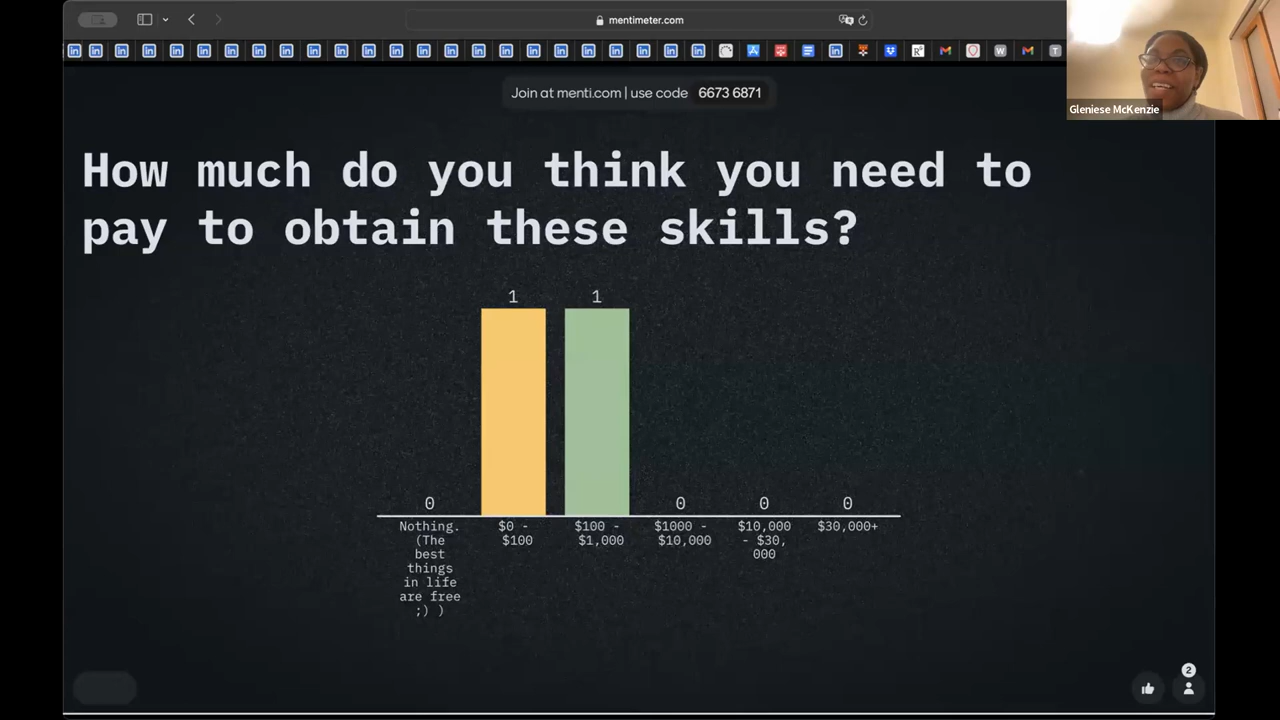 mentimeter.com
Join at menti.com | use code 6673 6871
Gleniese McKenzie
How much do you think you need to
pay to obtain these skills?
1
1
0
0
0
0
Nothing.
(The
best
things
in life
are free
;) )
$0 -
$100
$100 -
$1,000
$1000 -
$10,000
$10,000
- $30,
000
$30,000+
2